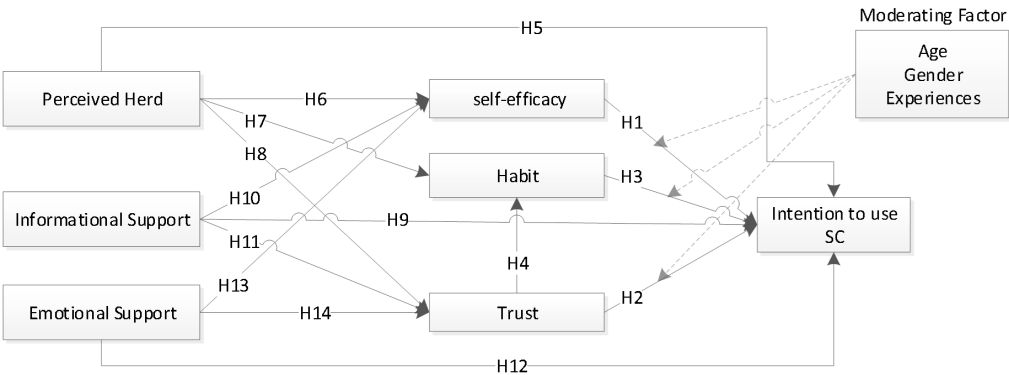 Moderating Factor
H5
Age
Gender
Experiences
Perceived Herd
H6
self-efficacy
H7
H1
H8
Habit
H3
H10
Informational Support
H9
Intention to use
SC
H11
H4
H13
H2
Emotional Support
H14
Trust
H12